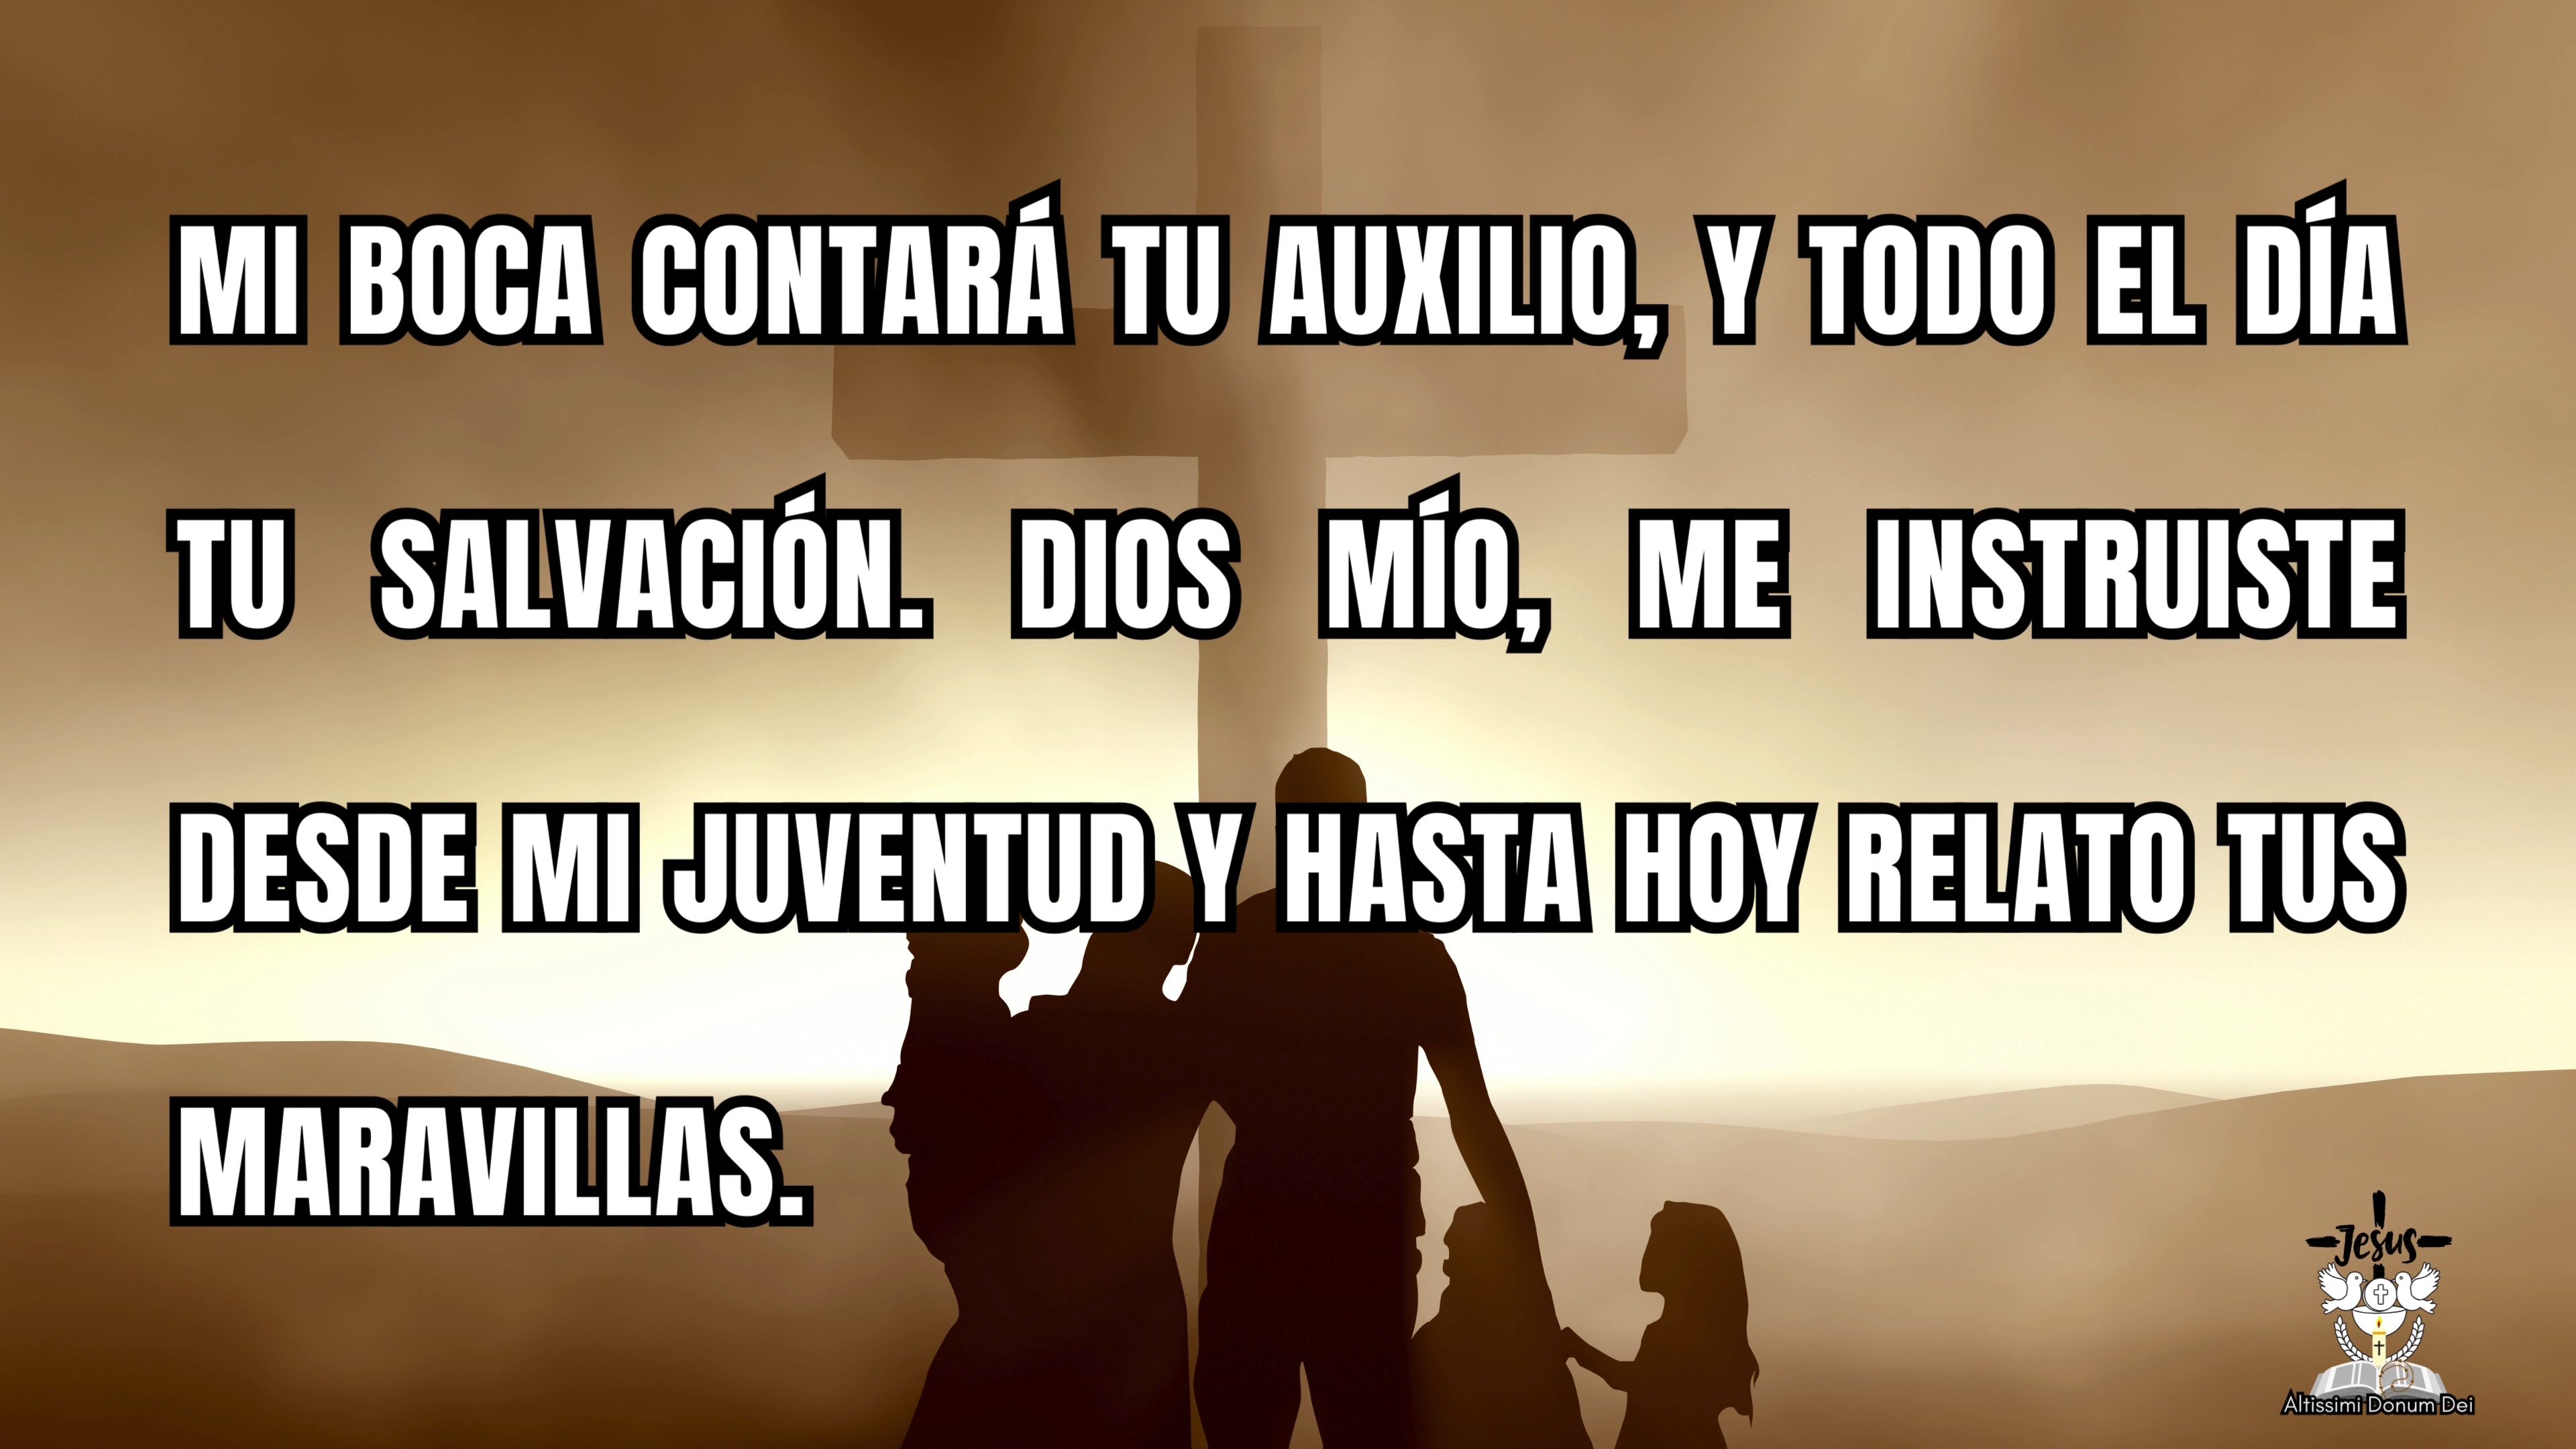 MI BOCA CONTARÁ TU AUXILIO, Y TODO EL DÍA
TU SALVACIÓN. DIOS MÍO, ME INSTRUISTE
DESDE MI JUVENTUD Y HASTA HOY RELATO TUS
MARAVILLAS.
Jesus
Altissimi Donum Dei